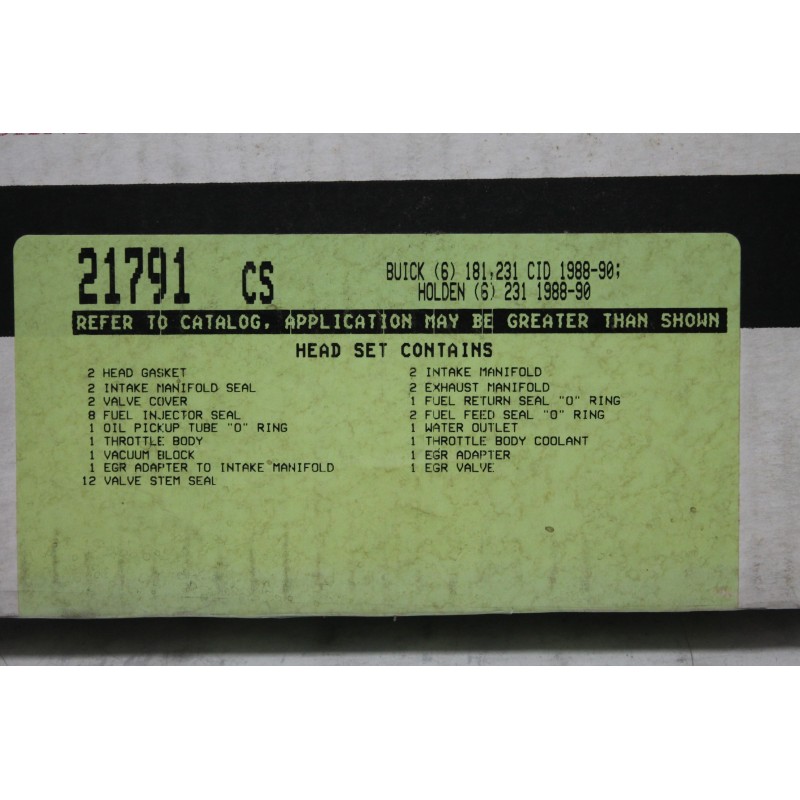 21791 CS
BUICK (6) 181,231 CID 1988-90;
HOLDEN (6) 231 1988-90
REFER TO CATALOG, APPLICATION MAY BE GREATER THAN SHOWN
HEAD SET CONTAINS
2 HEAD GASKET
2 INTAKE MANIFOLD SEAL
2 VALVE COVER
8 FUEL INJECTOR SEAL
1 OIL PICKUP TUBE "O" RING
1 THROTTLE BODY
1 VACUUM BLOCK
1 EGR ADAPTER TO INTAKE MANIFOLD
12 VALVE STEM SEAL
2 INTAKE MANIFOLD
2 EXHAUST MANIFOLD
1 FUEL RETURN SEAL "O" RING
2 FUEL FEED SEAL "O" RING
1 WATER OUTLET
1 THROTTLE BODY COOLANT
1 EGR ADAPTER
1 EGR VALVE